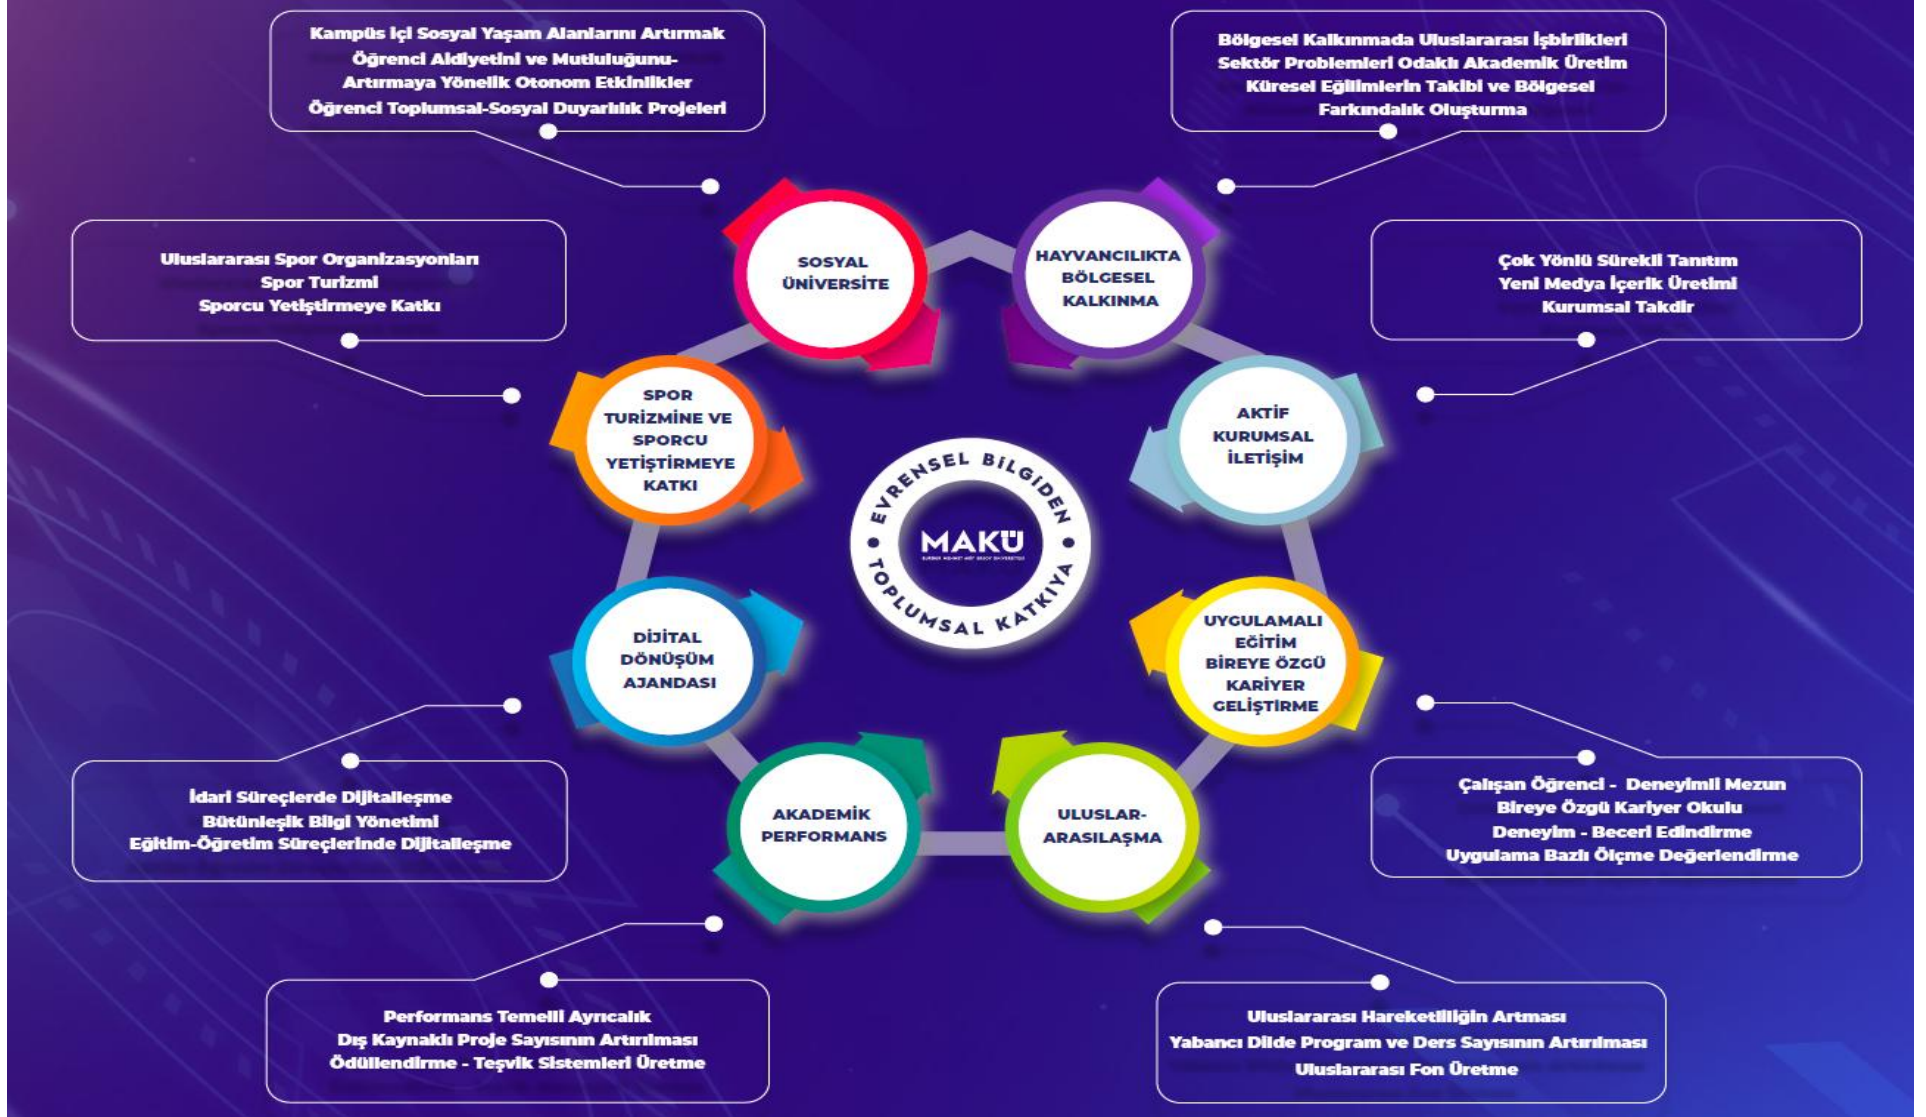 Kampüs İçi Sosyal Yaşam Alanlarını Artırmak
Öğrenci Aidiyetini ve Mutluluğunu-
Artırmaya Yönelik Otonom Etkinlikler
Öğrenci Toplumsal-Sosyal Duyarlılık Projeleri
Bölgesel Kalkınmada Uluslararası İşbirlikleri
Sektör Problemleri Odaklı Akademik Üretim
Küresel Eğilimlerin Takibi ve Bölgesel
Farkındalık Oluşturma
Uluslararası Spor Organizasyonları
Spor Turizmi
Sporcu Yetiştirmeye Katkı
Çok Yönlü Sürekli Tanıtım
Yeni Medya İçerik Üretimi
Kurumsal Takdir
SOSYAL
ÜNİVERSİTE
HAYVANCILIKTA
BÖLGESEL
KALKINMA
SPOR
TURİZMİNE VE
SPORCU
YETİŞTİRMEYE
KATKI
AKTİF
KURUMSAL
İLETİŞİM
EVRENSEL BİLGİDEN
MAKÜ
BURDUR MEHMET AKİF ERSOY ÜNİVERSİTESİ
TOPLUMSAL KATKIYA
DİJİTAL
DÖNÜŞÜM
AJANDASI
UYGULAMALI
EĞİTİM
BİREYE ÖZGÜ
KARİYER
GELİŞTİRME
AKADEMİK
PERFORMANS
ULUSLAR-
ARASILAŞMA
İdari Süreçlerde Dijitalleşme
Bütünleşik Bilgi Yönetimi
Eğitim-Öğretim Süreçlerinde Dijitalleşme
Çalışan Öğrenci - Deneyimli Mezun
Bireye Özgü Kariyer Okulu
Deneyim - Beceri Edindirme
Uygulama Bazlı Ölçme Değerlendirme
Performans Temelli Ayrıcalık
Dış Kaynaklı Proje Sayısının Artırılması
Ödüllendirme - Teşvik Sistemleri Üretme
Uluslararası Hareketliliğin Artması
Yabancı Dilde Program ve Ders Sayısının Artırılması
Uluslararası Fon Üretme